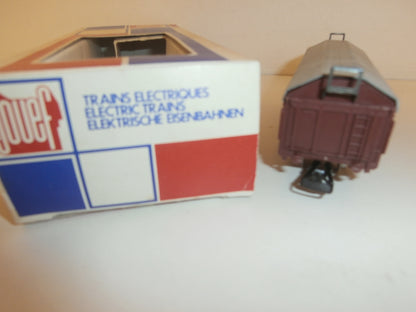 jouef
TRAINS ELECTRIQUES
ELECTRIC TRAINS
ELEKTRISCHE EISENBAHNEN